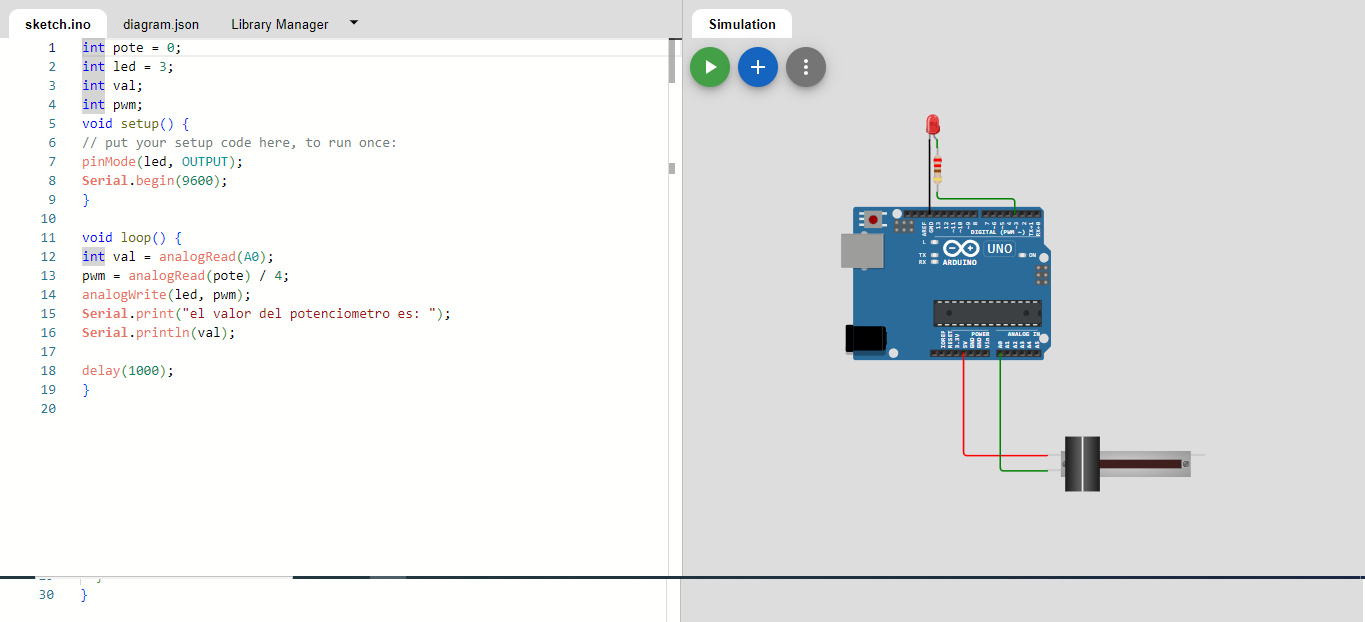 sketch.ino diagram.json Library Manager
Simulation
1 int pote = 0;
2 int led = 3;
3 int val;
4 int pwm;
5 void setup() {
6 // put your setup code here, to run once:
7 pinMode(led, OUTPUT);
8 Serial.begin(9600);
9 }
10
11 void loop() {
12 int val = analogRead(A0);
13 pwm = analogRead(pote) / 4;
14 analogWrite(led, pwm);
15 Serial.print("el valor del potenciometro es: ");
16 Serial.println(val);
17
18 delay(1000);
19 }
20
30 }
AREF
GND
13
12
~11
~10
~9
8
7
~6
~5
4
~3
2
TX→1
RX←0
DIGITAL (PWM ~)
L
TX
RX
UNO
ON
ARDUINO
POWER
ANALOG IN
IOREF
RESET
3.3V
5V
GND
GND
Vin
A0
A1
A2
A3
A4
A5